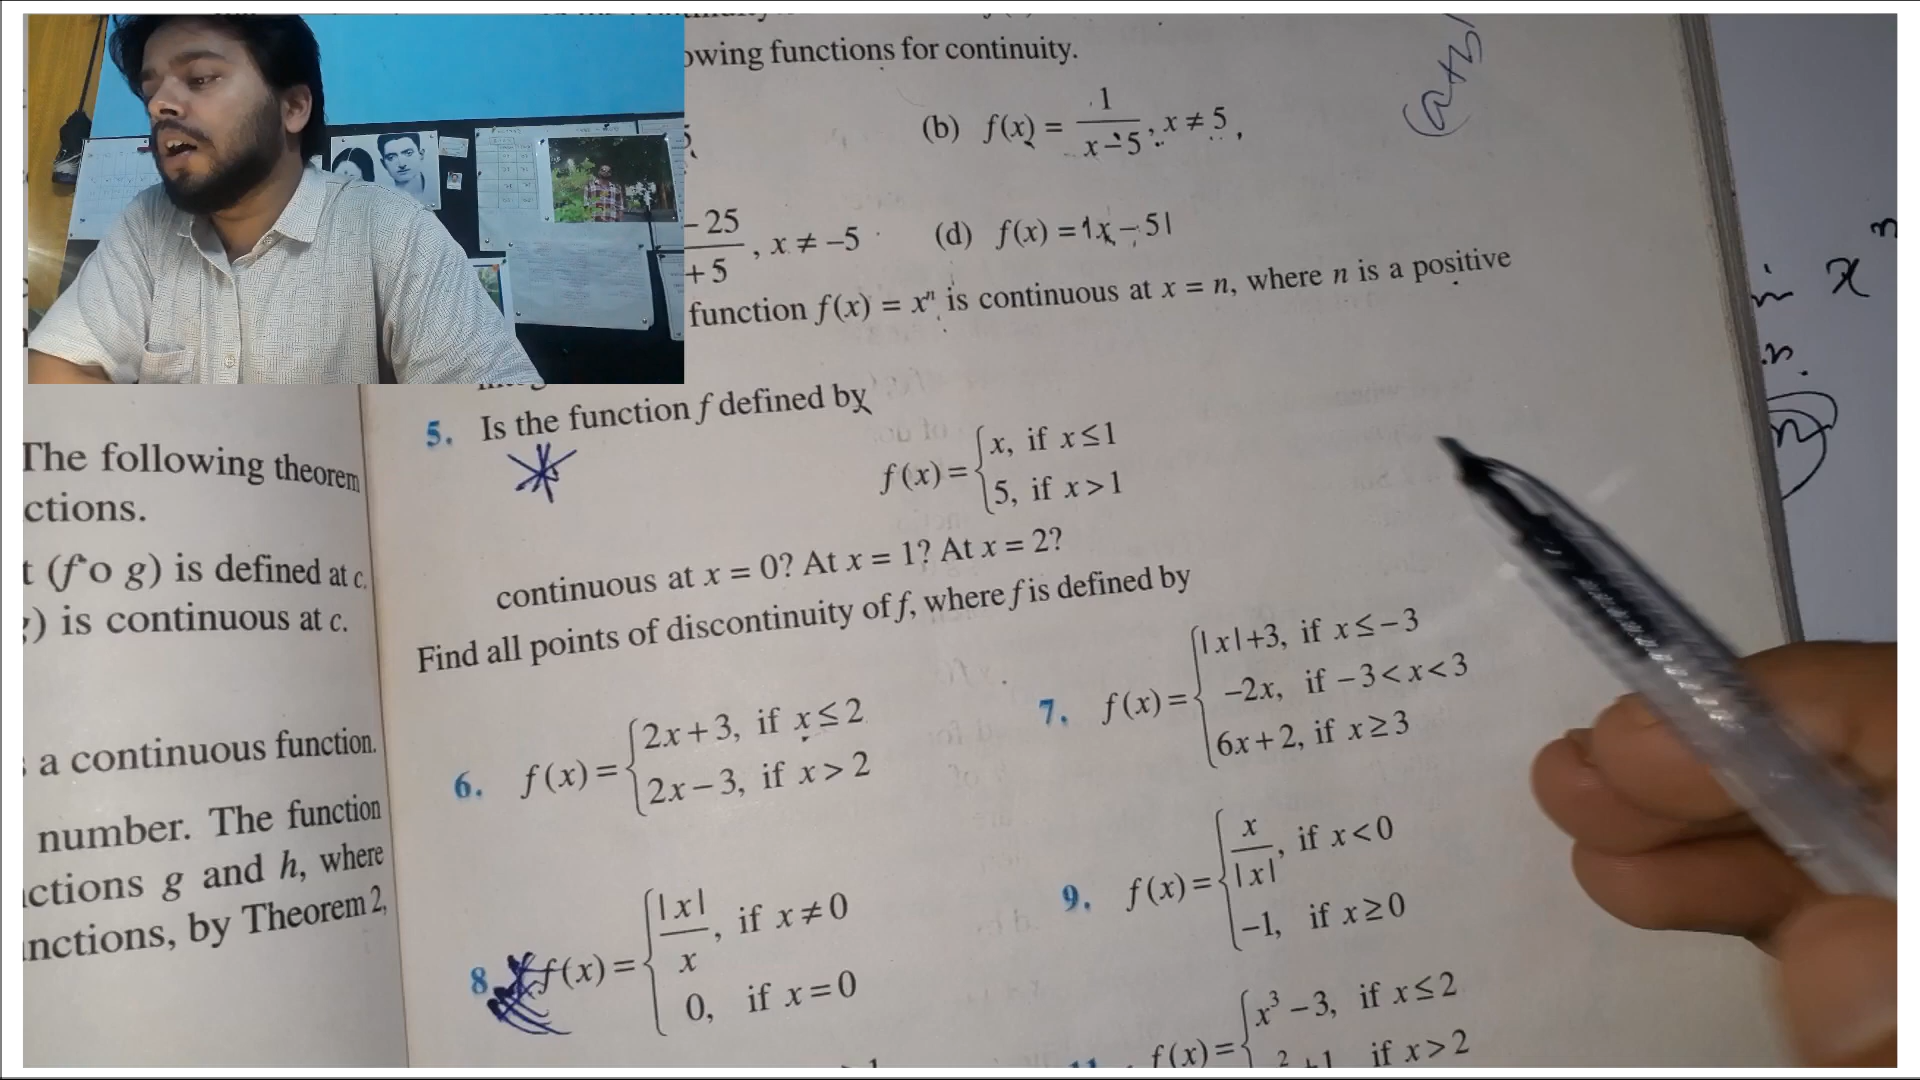 owing functions for continuity.
(b) f(x) = 1/(x – 5), x ≠ 5,
– 25 / + 5, x ≠ –5
(d) f(x) = |x – 5|
function f(x) = xⁿ, is continuous at x = n, where n is a positive
5. Is the function f defined by
f(x) = { x, if x ≤ 1
5, if x > 1
continuous at x = 0? At x = 1? At x = 2?
Find all points of discontinuity of f, where f is defined by
6. f(x) = { 2x + 3, if x ≤ 2
2x – 3, if x > 2
7. f(x) = { |x| + 3, if x ≤ – 3
–2x, if – 3 < x < 3
6x + 2, if x ≥ 3
8. f(x) = { |x|/x, if x ≠ 0
0, if x = 0
9. f(x) = { x/|x|, if x < 0
–1, if x ≥ 0
f(x) = { x³ – 3, if x ≤ 2
if x > 2
The following theorem
ctions.
t (f o g) is defined at c.
) is continuous at c.
a continuous function.
number. The function
ctions g and h, where
nctions, by Theorem 2,
x n
n.
n